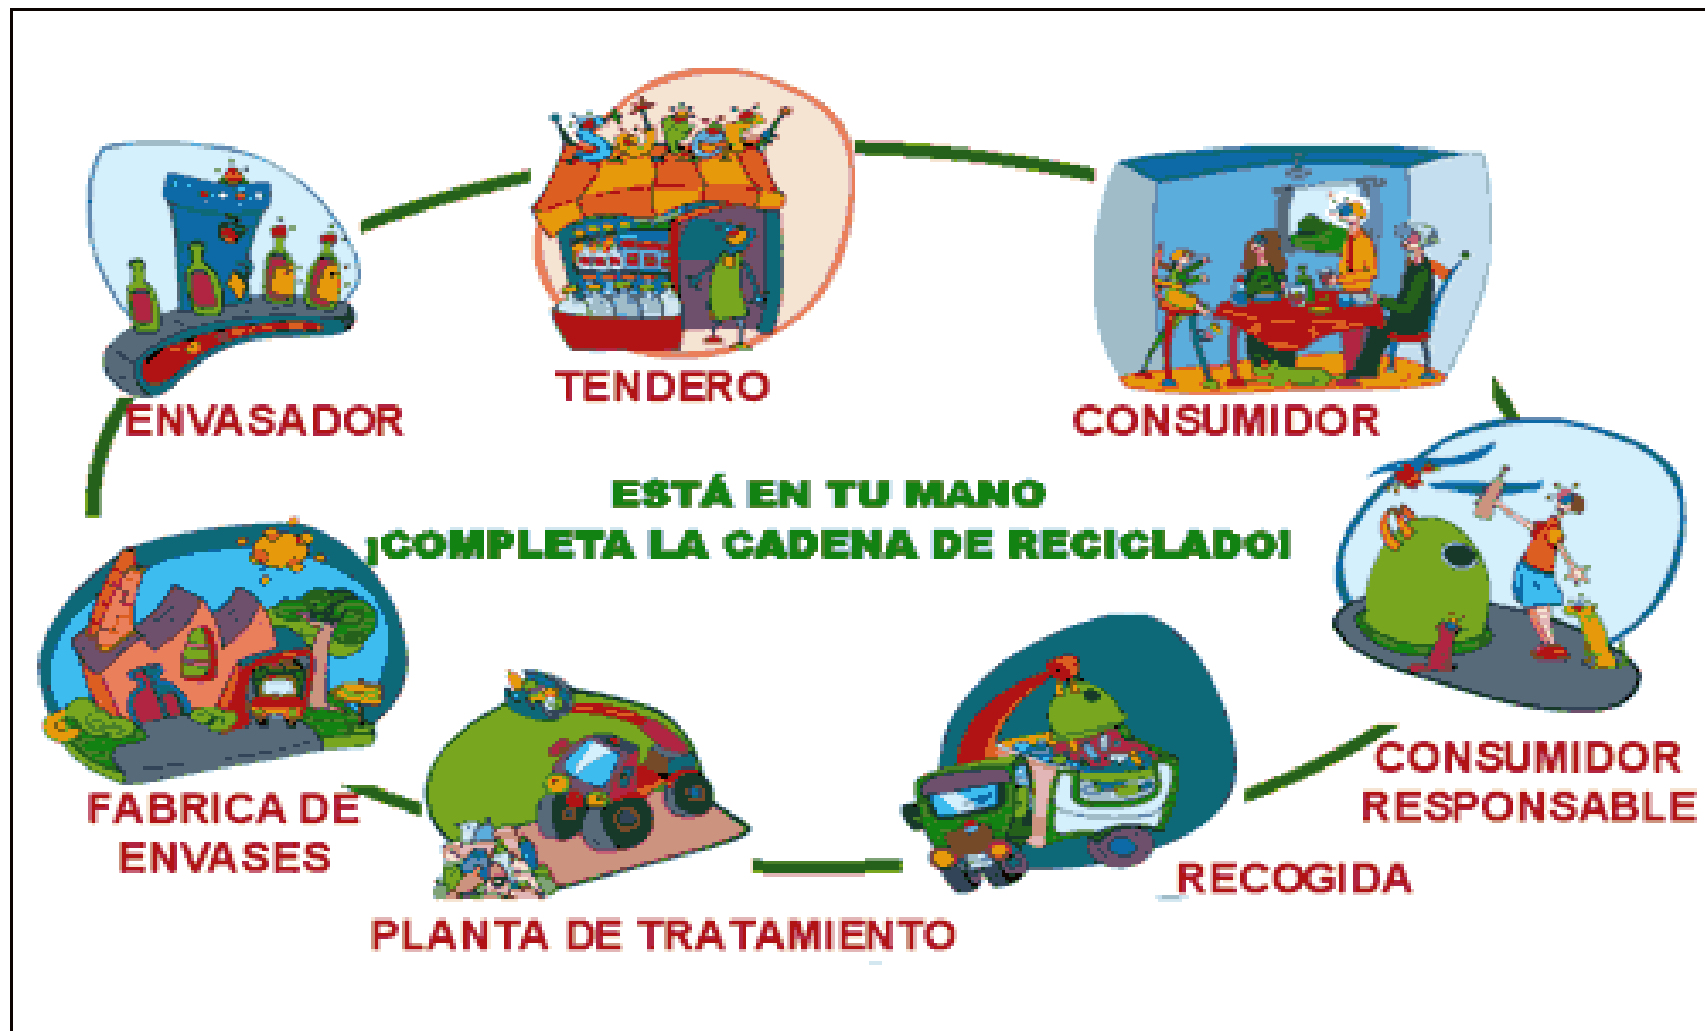 TENDERO
ENVASADOR
CONSUMIDOR
ESTÁ EN TU MANO
¡COMPLETA LA CADENA DE RECICLADO!
CONSUMIDOR
RESPONSABLE
FABRICA DE
ENVASES
RECOGIDA
PLANTA DE TRATAMIENTO